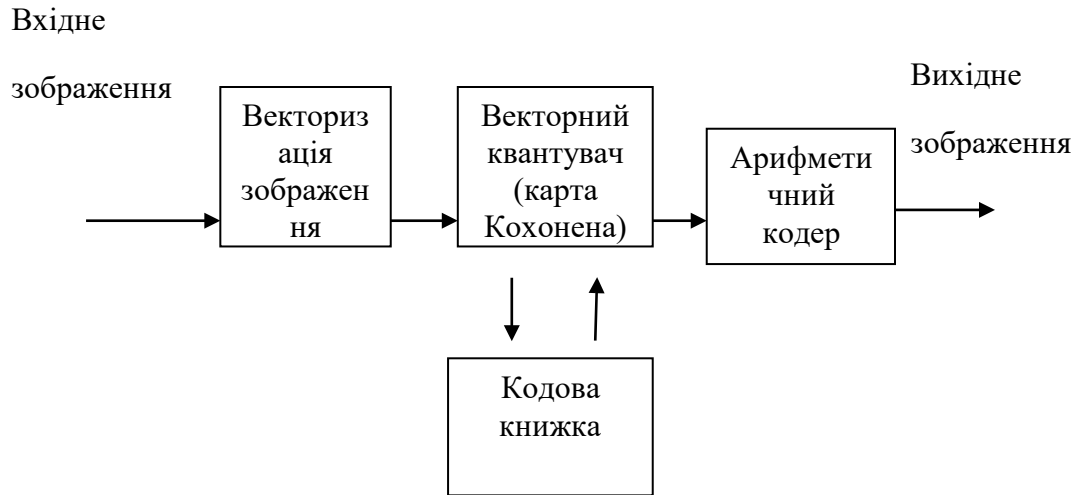 Вхідне
зображення
Векториз
ація
зображен
ня
Векторний
квантувач
(карта
Кохонена)
Арифмети
чний
кодер
Вихідне
зображення
Кодова
книжка